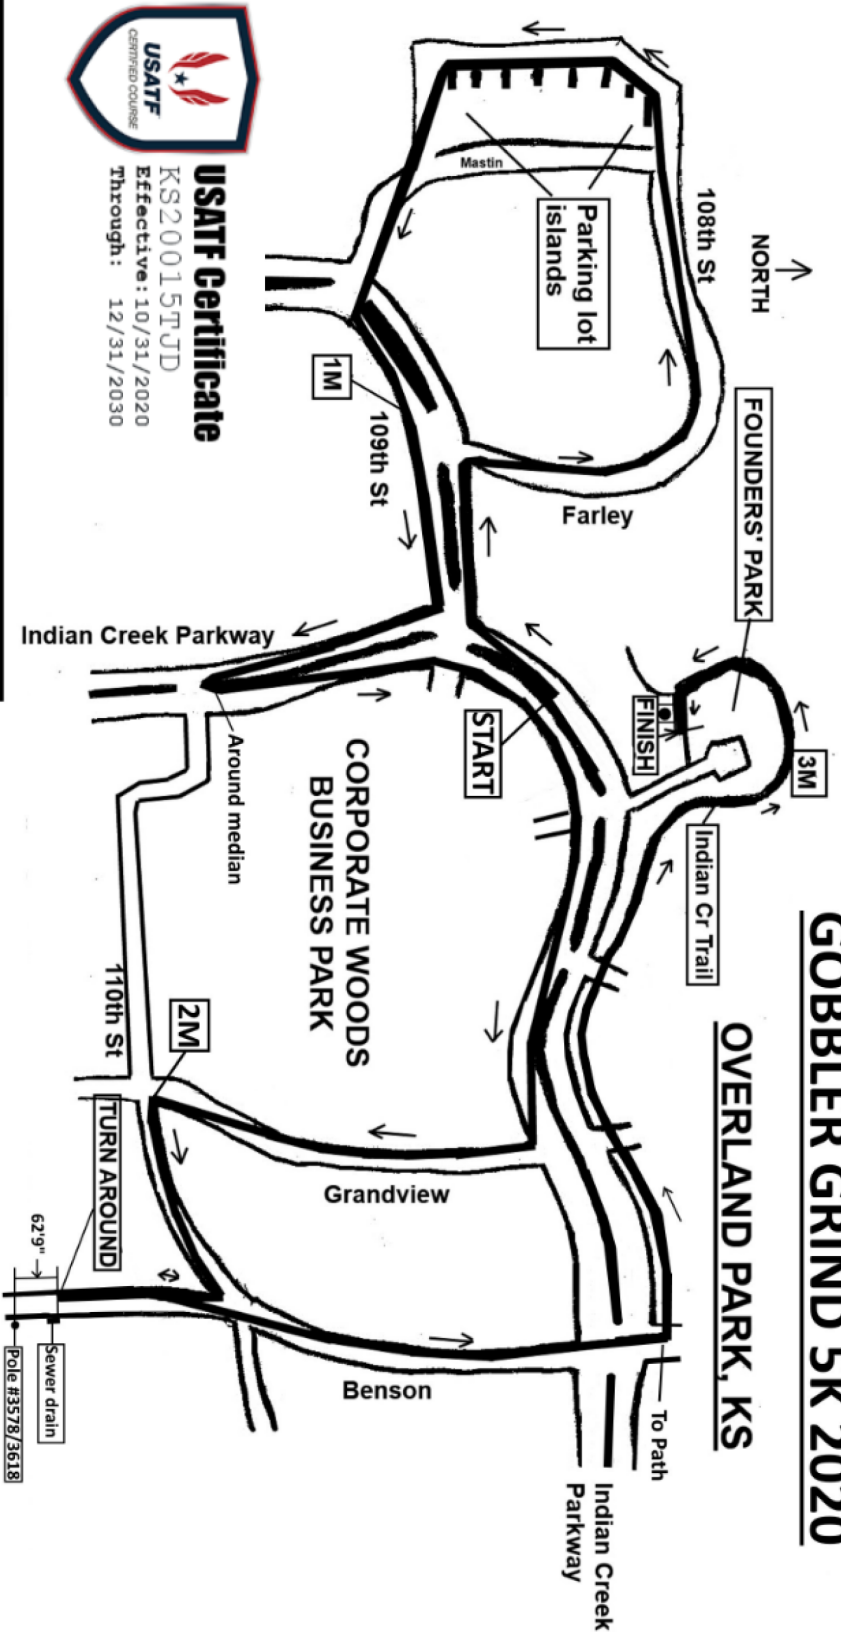 GOBBLER GRIND 5K 2020
OVERLAND PARK, KS
NORTH
108th St
FOUNDERS' PARK
Parking lot
islands
Mastin
Farley
3M
FINISH
Indian Cr Trail
START
1M
109th St
Indian Creek Parkway
Around median
CORPORATE WOODS
BUSINESS PARK
110th St
2M
TURN AROUND
Grandview
Benson
To Path
Indian Creek
Parkway
62'9"
Sewer drain
Pole #3578/3618
USATF
CERTIFIED COURSE
USATF Certificate
KS20015TJD
Effective: 10/31/2020
Through: 12/31/2030